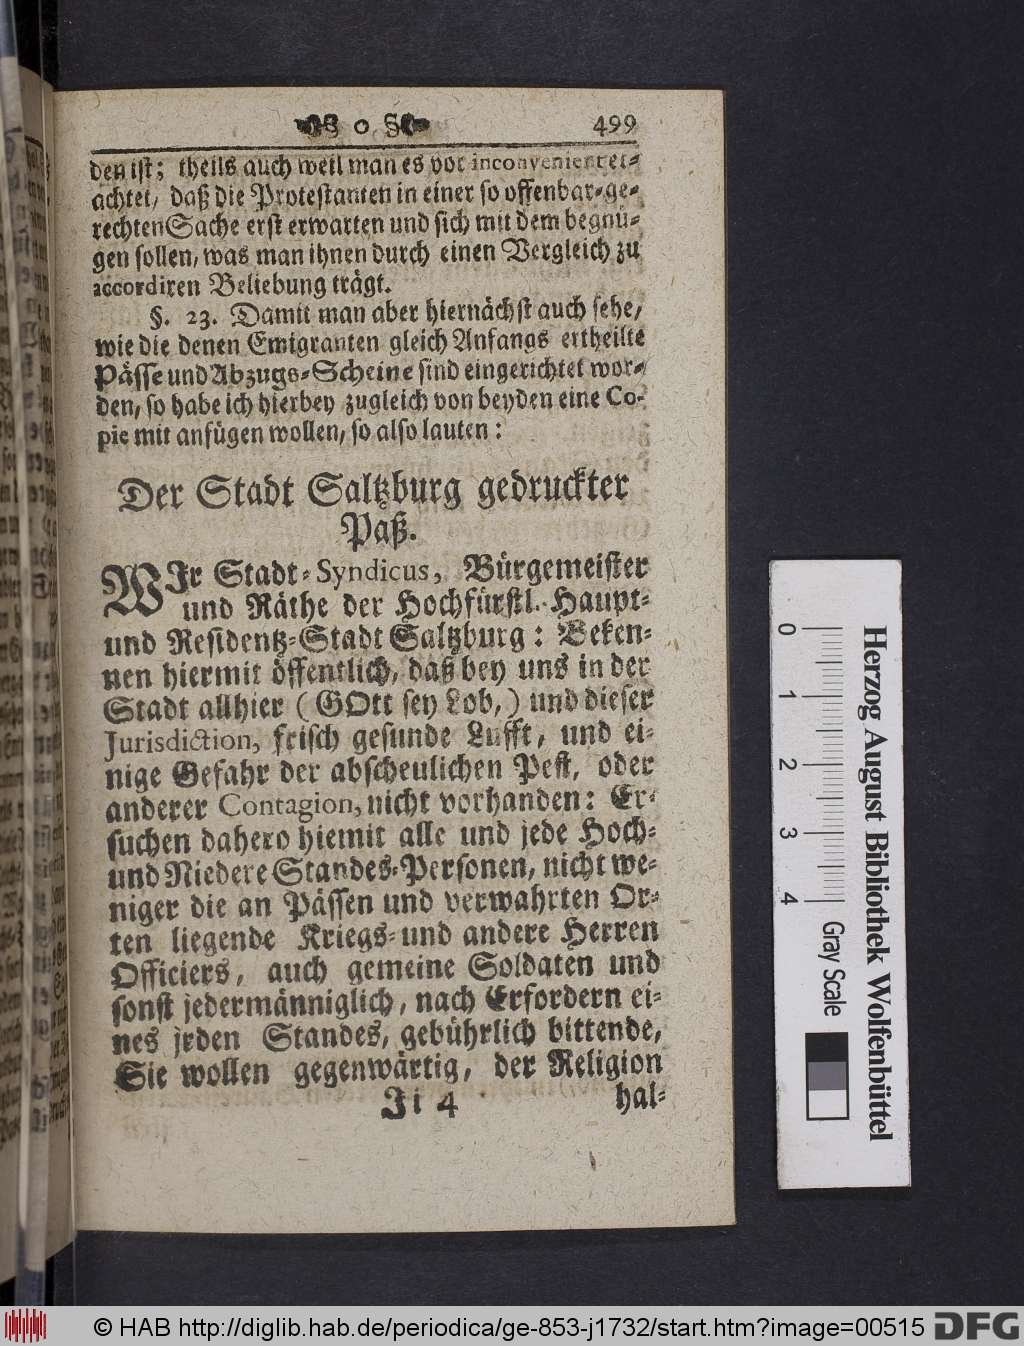 § o §
499
den ist; theils auch weil man es vor inconvenient er-
achtet, daß die Protestanten in einer so offenbar-ge-
rechten Sache erst erwarten und sich mit dem begnü-
gen sollen, was man ihnen durch einen Vergleich zu
accordiren Beliebung trägt.
§. 23. Damit man aber hiernächst auch sehe,
wie die denen Emigranten gleich Anfangs ertheilte
Pässe und Abzugs-Scheine sind eingerichtet wor-
den, so habe ich hierbey zugleich von beyden eine Co-
pie mit anfügen wollen, so also lauten:
Der Stadt Saltzburg gedruckter
Paß.
WIr Stadt-Syndicus, Bürgemeister
und Räthe der Hochfürstl. Haupt-
und Residentz-Stadt Saltzburg: Beken-
nen hiermit öffentlich, daß bey uns in der
Stadt allhier (GOtt sey Lob,) und dieser
Jurisdiction, frisch gesunde Lufft, und ei-
nige Gefahr der abscheulichen Pest, oder
anderer Contagion, nicht vorhanden: Er-
suchen dahero hiemit alle und jede Hoch-
und Niedere Standes-Personen, nicht we-
niger die an Pässen und verwahrten Or-
ten liegende Kriegs-und andere Herren
Officiers, auch gemeine Soldaten und
sonst jedermänniglich, nach Erfordern ei-
nes jeden Standes, gebührlich bittende,
Sie wollen gegenwärtig, der Religion
Ji 4
hal-
0 1 2 3 4
Gray Scale
Herzog August Bibliothek Wolfenbüttel
© HAB http://diglib.hab.de/periodica/ge-853-j1732/start.htm?image=00515
DFG